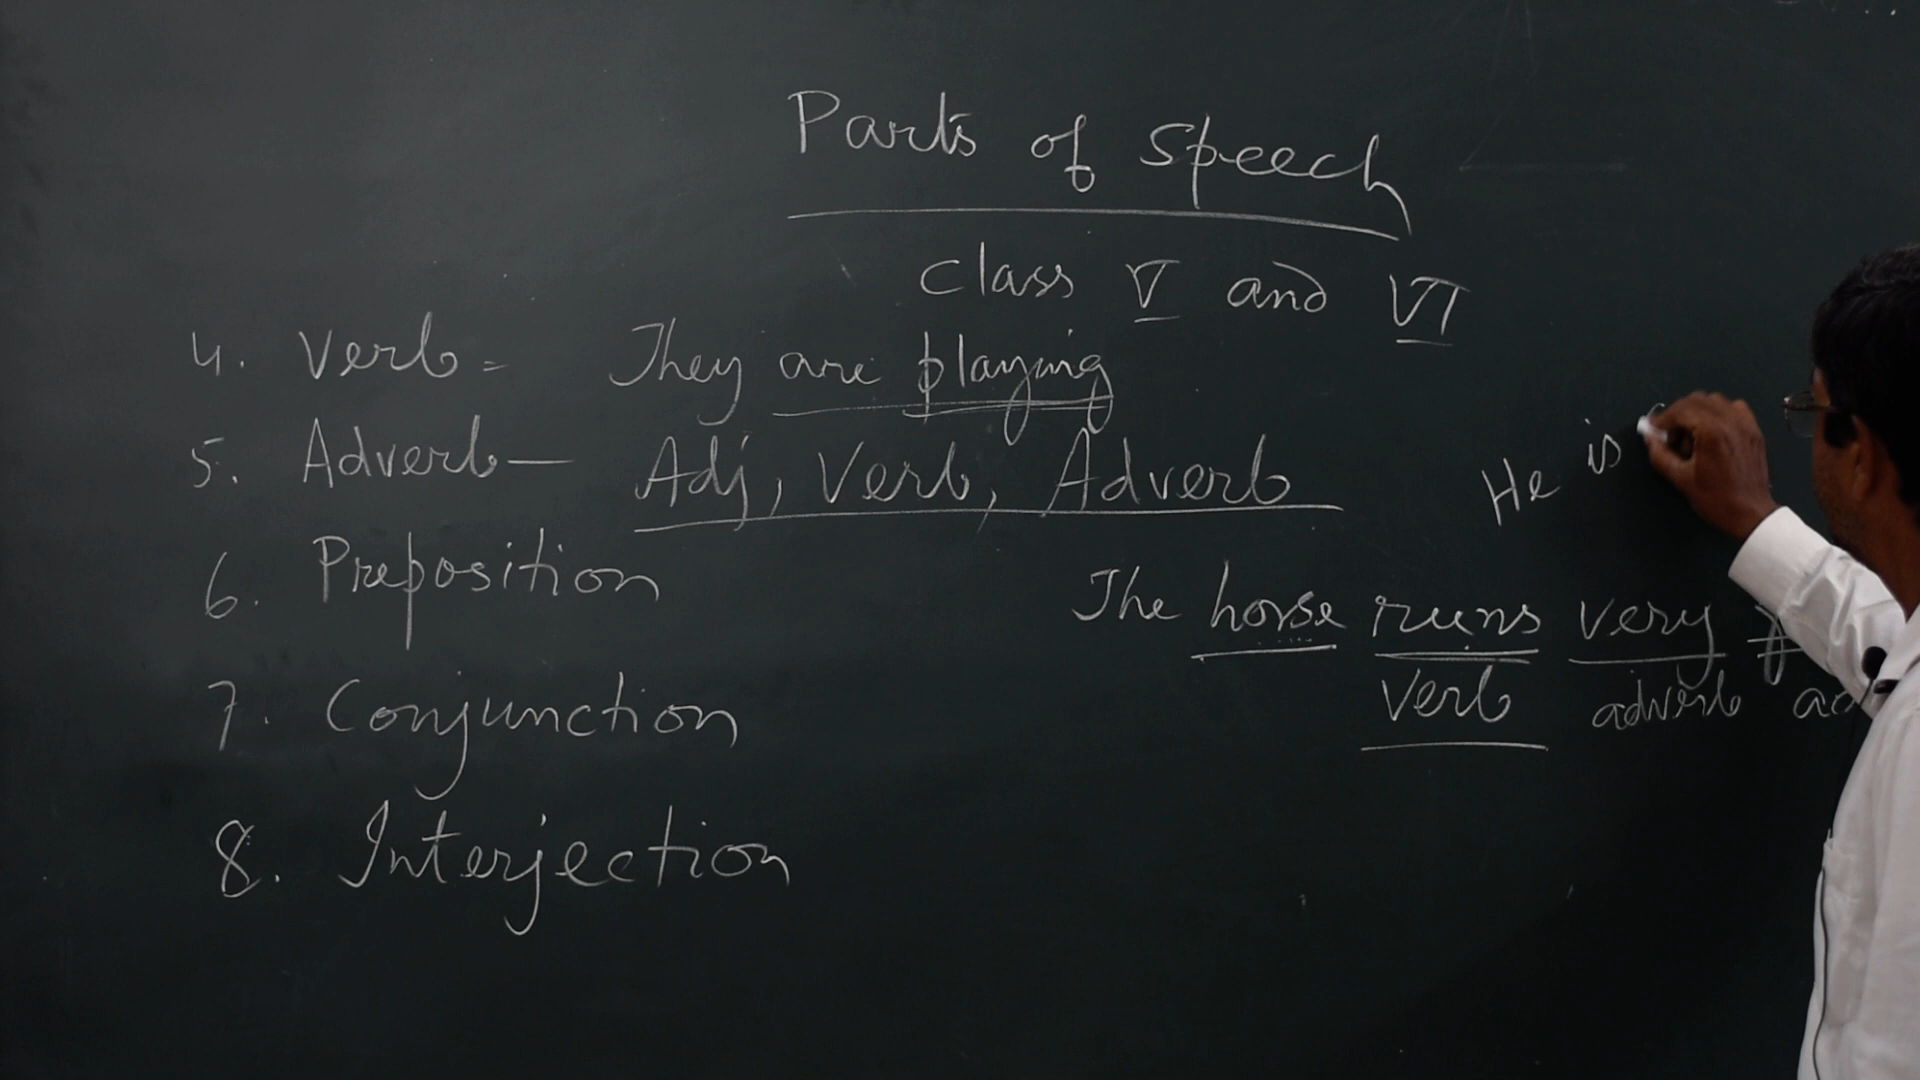 Parts of Speech
Class V and VI
4. Verb = They are playing
5. Adverb — Adj, Verb, Adverb
He is
6. Preposition
The horse runs very
Verb adverb
7. Conjunction
8. Interjection